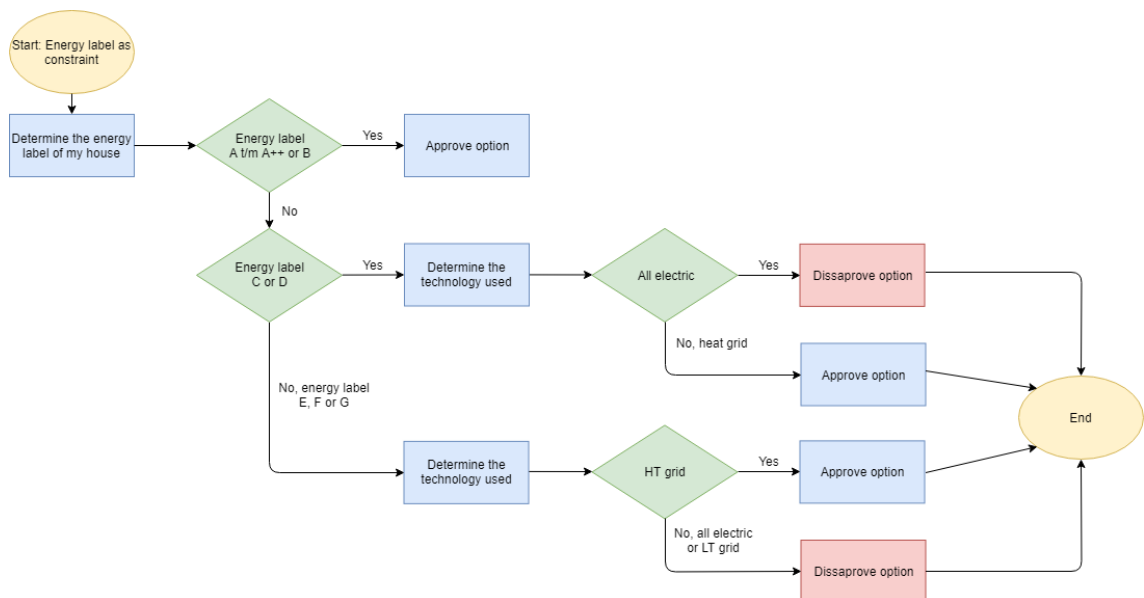 Start: Energy label as
constraint
Determine the energy
label of my house
Energy label
A t/m A++ or B
Yes
Approve option
No
Energy label
C or D
Yes
Determine the
technology used
All electric
Yes
Dissaprove option
No, heat grid
Approve option
No, energy label
E, F or G
End
Determine the
technology used
HT grid
Yes
Approve option
No, all electric
or LT grid
Dissaprove option